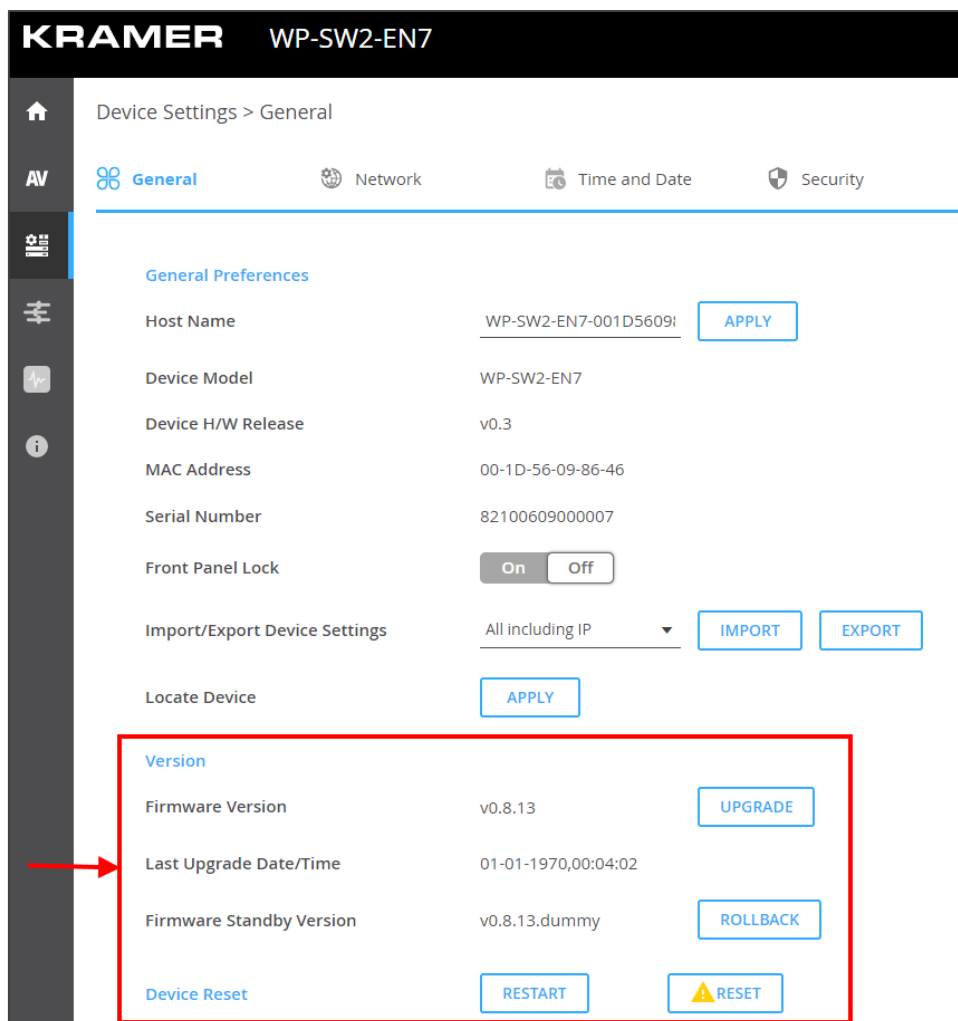 KRAMER WP-SW2-EN7
Device Settings > General
AV
General Network Time and Date Security
General Preferences
Host Name WP-SW2-EN7-001D5609 APPLY
Device Model WP-SW2-EN7
Device H/W Release v0.3
MAC Address 00-1D-56-09-86-46
Serial Number 82100609000007
Front Panel Lock On Off
Import/Export Device Settings All including IP IMPORT EXPORT
Locate Device APPLY
Version
Firmware Version v0.8.13 UPGRADE
Last Upgrade Date/Time 01-01-1970,00:04:02
Firmware Standby Version v0.8.13.dummy ROLLBACK
Device Reset RESTART RESET